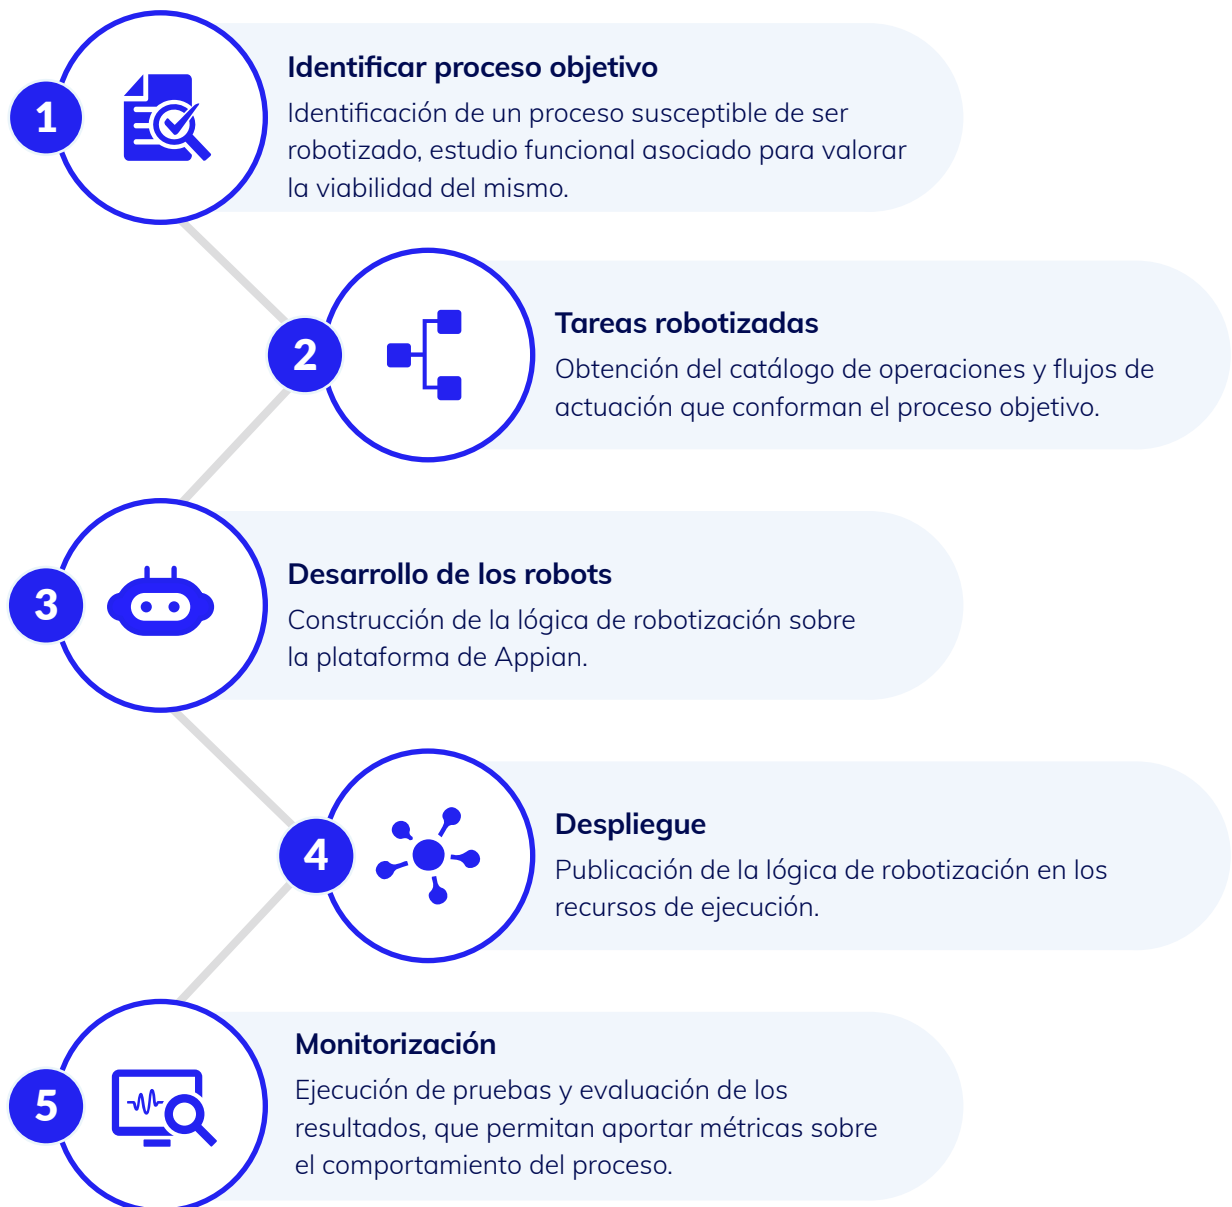 1
Identificar proceso objetivo
Identificación de un proceso susceptible de ser
robotizado, estudio funcional asociado para valorar
la viabilidad del mismo.
2
Tareas robotizadas
Obtención del catálogo de operaciones y flujos de
actuación que conforman el proceso objetivo.
3
Desarrollo de los robots
Construcción de la lógica de robotización sobre
la plataforma de Appian.
4
Despliegue
Publicación de la lógica de robotización en los
recursos de ejecución.
5
Monitorización
Ejecución de pruebas y evaluación de los
resultados, que permitan aportar métricas sobre
el comportamiento del proceso.